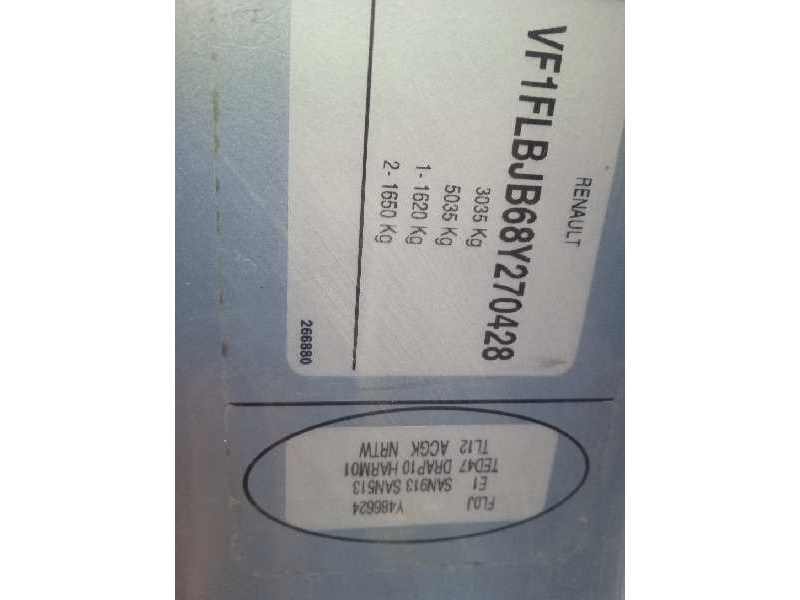 RENAULT
VF1FLBJB68Y270428
3035 Kg
5035 Kg
1- 1620 Kg
2- 1650 Kg
266880
FLDJ Y486624
E1 SAN913 SAN513
TED47 DRAP10 HARM01
TL12 ACGK NRTW